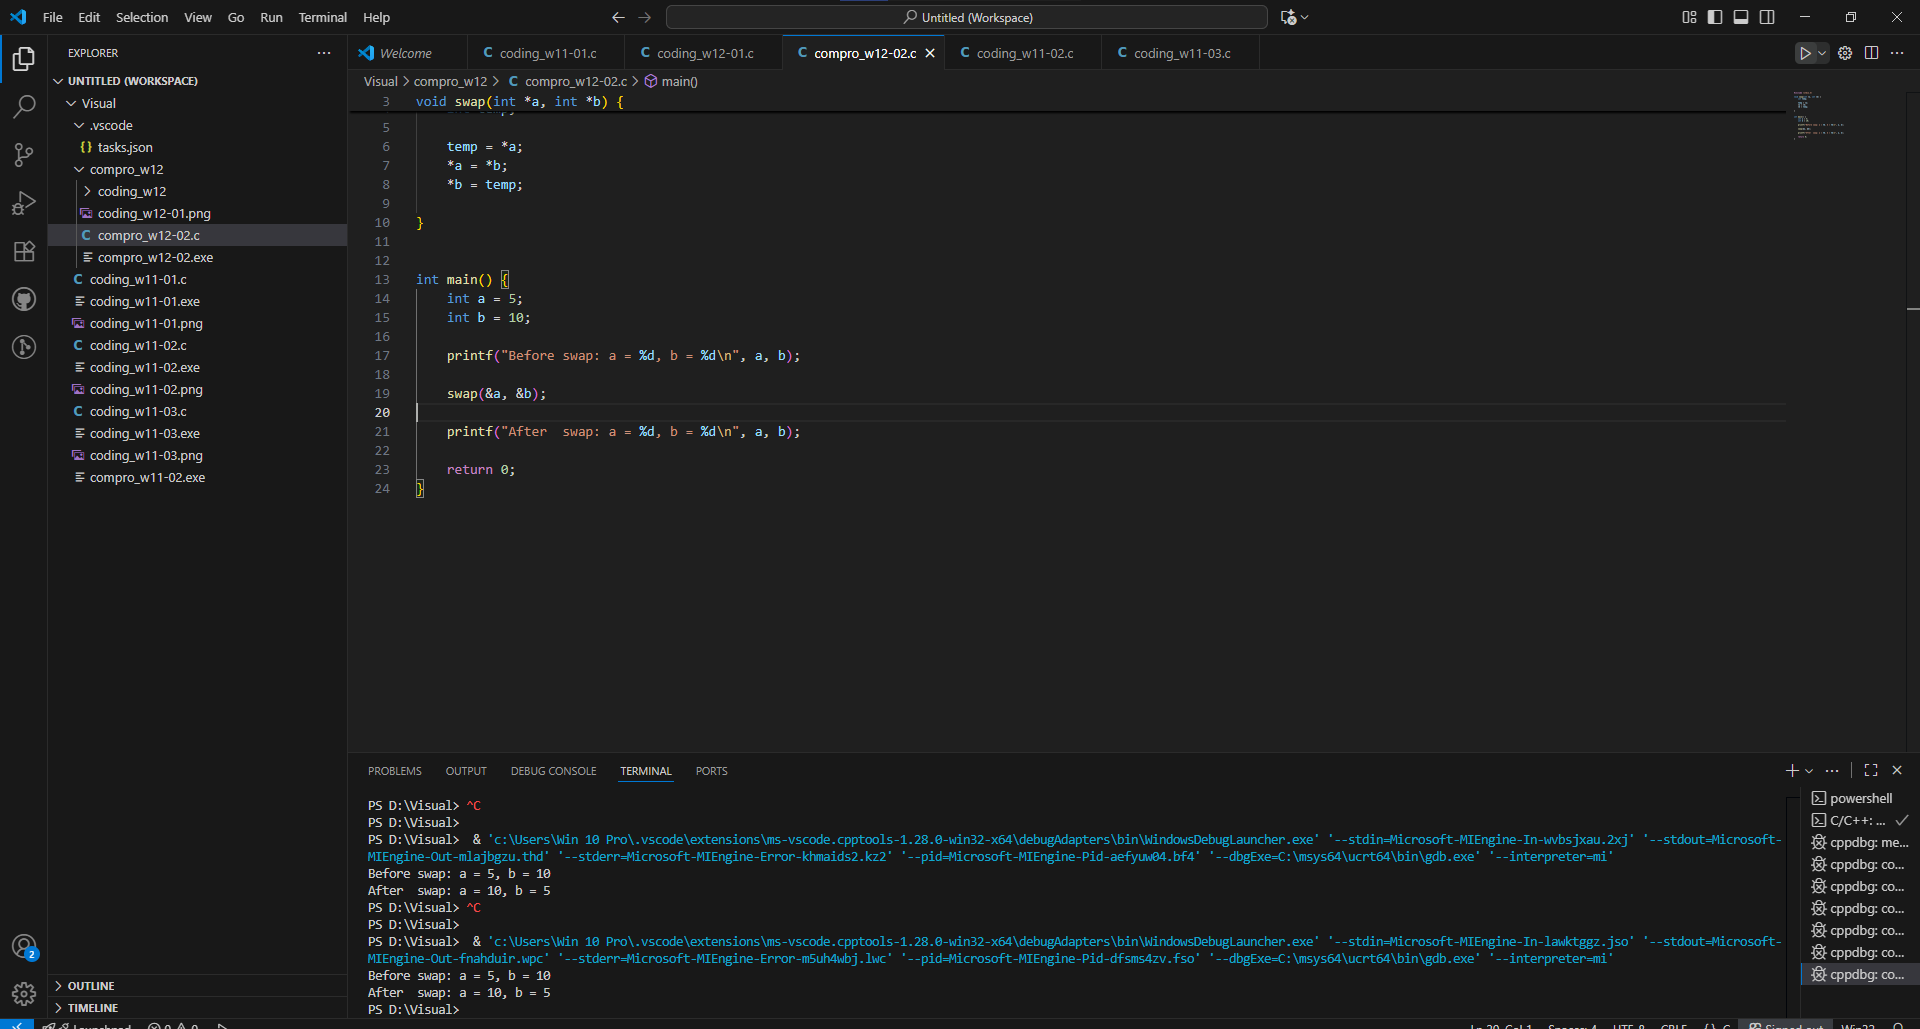 File Edit Selection View Go Run Terminal Help
Untitled (Workspace)
EXPLORER
UNTITLED (WORKSPACE)
Visual
.vscode
{} tasks.json
compro_w12
coding_w12
coding_w12-01.png
C compro_w12-02.c
compro_w12-02.exe
C coding_w11-01.c
coding_w11-01.exe
coding_w11-01.png
C coding_w11-02.c
coding_w11-02.exe
coding_w11-02.png
C coding_w11-03.c
coding_w11-03.exe
coding_w11-03.png
compro_w11-02.exe
OUTLINE
TIMELINE
2
Welcome C coding_w11-01.c C coding_w12-01.c C compro_w12-02.c C coding_w11-02.c C coding_w11-03.c
Visual > compro_w12 > C compro_w12-02.c > main()
3 void swap(int *a, int *b) {
5
6 temp = *a;
7 *a = *b;
8 *b = temp;
9
10 }
11
12
13 int main() {
14 int a = 5;
15 int b = 10;
16
17 printf("Before swap: a = %d, b = %d\n", a, b);
18
19 swap(&a, &b);
20
21 printf("After  swap: a = %d, b = %d\n", a, b);
22
23 return 0;
24 }
PROBLEMS OUTPUT DEBUG CONSOLE TERMINAL PORTS
PS D:\Visual> ^C
PS D:\Visual>
PS D:\Visual>  & 'c:\Users\Win 10 Pro\.vscode\extensions\ms-vscode.cpptools-1.28.0-win32-x64\debugAdapters\bin\WindowsDebugLauncher.exe' '--stdin=Microsoft-MIEngine-In-wvbsjxau.2xj' '--stdout=Microsoft-
MIEngine-Out-mlajbgzu.thd' '--stderr=Microsoft-MIEngine-Error-khmaids2.kz2' '--pid=Microsoft-MIEngine-Pid-aefyuw04.bf4' '--dbgExe=C:\msys64\ucrt64\bin\gdb.exe' '--interpreter=mi'
Before swap: a = 5, b = 10
After  swap: a = 10, b = 5
PS D:\Visual> ^C
PS D:\Visual>
PS D:\Visual>  & 'c:\Users\Win 10 Pro\.vscode\extensions\ms-vscode.cpptools-1.28.0-win32-x64\debugAdapters\bin\WindowsDebugLauncher.exe' '--stdin=Microsoft-MIEngine-In-lawktggz.jso' '--stdout=Microsoft-
MIEngine-Out-fnahduir.wpc' '--stderr=Microsoft-MIEngine-Error-m5uh4wbj.lwc' '--pid=Microsoft-MIEngine-Pid-dfsms4zv.fso' '--dbgExe=C:\msys64\ucrt64\bin\gdb.exe' '--interpreter=mi'
Before swap: a = 5, b = 10
After  swap: a = 10, b = 5
PS D:\Visual>
powershell
C/C++: ...
cppdbg: me...
cppdbg: co...
cppdbg: co...
cppdbg: co...
cppdbg: co...
cppdbg: co...
cppdbg: co...